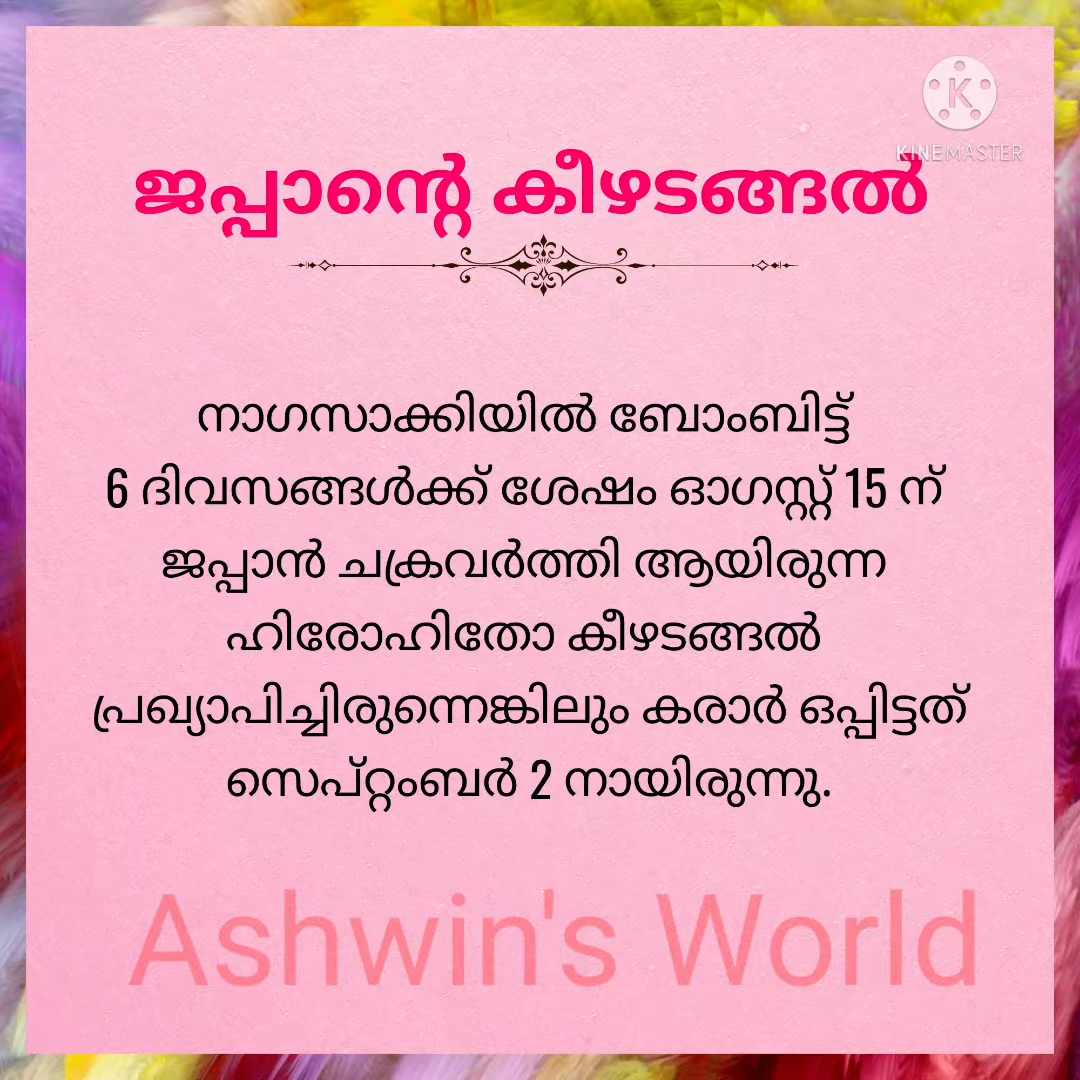 KINEMASTER
ജപ്പാന്റെ കീഴടങ്ങൽ
നാഗസാക്കിയിൽ ബോംബിട്ട്
6 ദിവസങ്ങൾക്ക് ശേഷം ഓഗസ്റ്റ് 15 ന്
ജപ്പാൻ ചക്രവർത്തി ആയിരുന്ന
ഹിരോഹിതോ കീഴടങ്ങൽ
പ്രഖ്യാപിച്ചിരുന്നെങ്കിലും കരാർ ഒപ്പിട്ടത്
സെപ്റ്റംബർ 2 നായിരുന്നു.
Ashwin's World